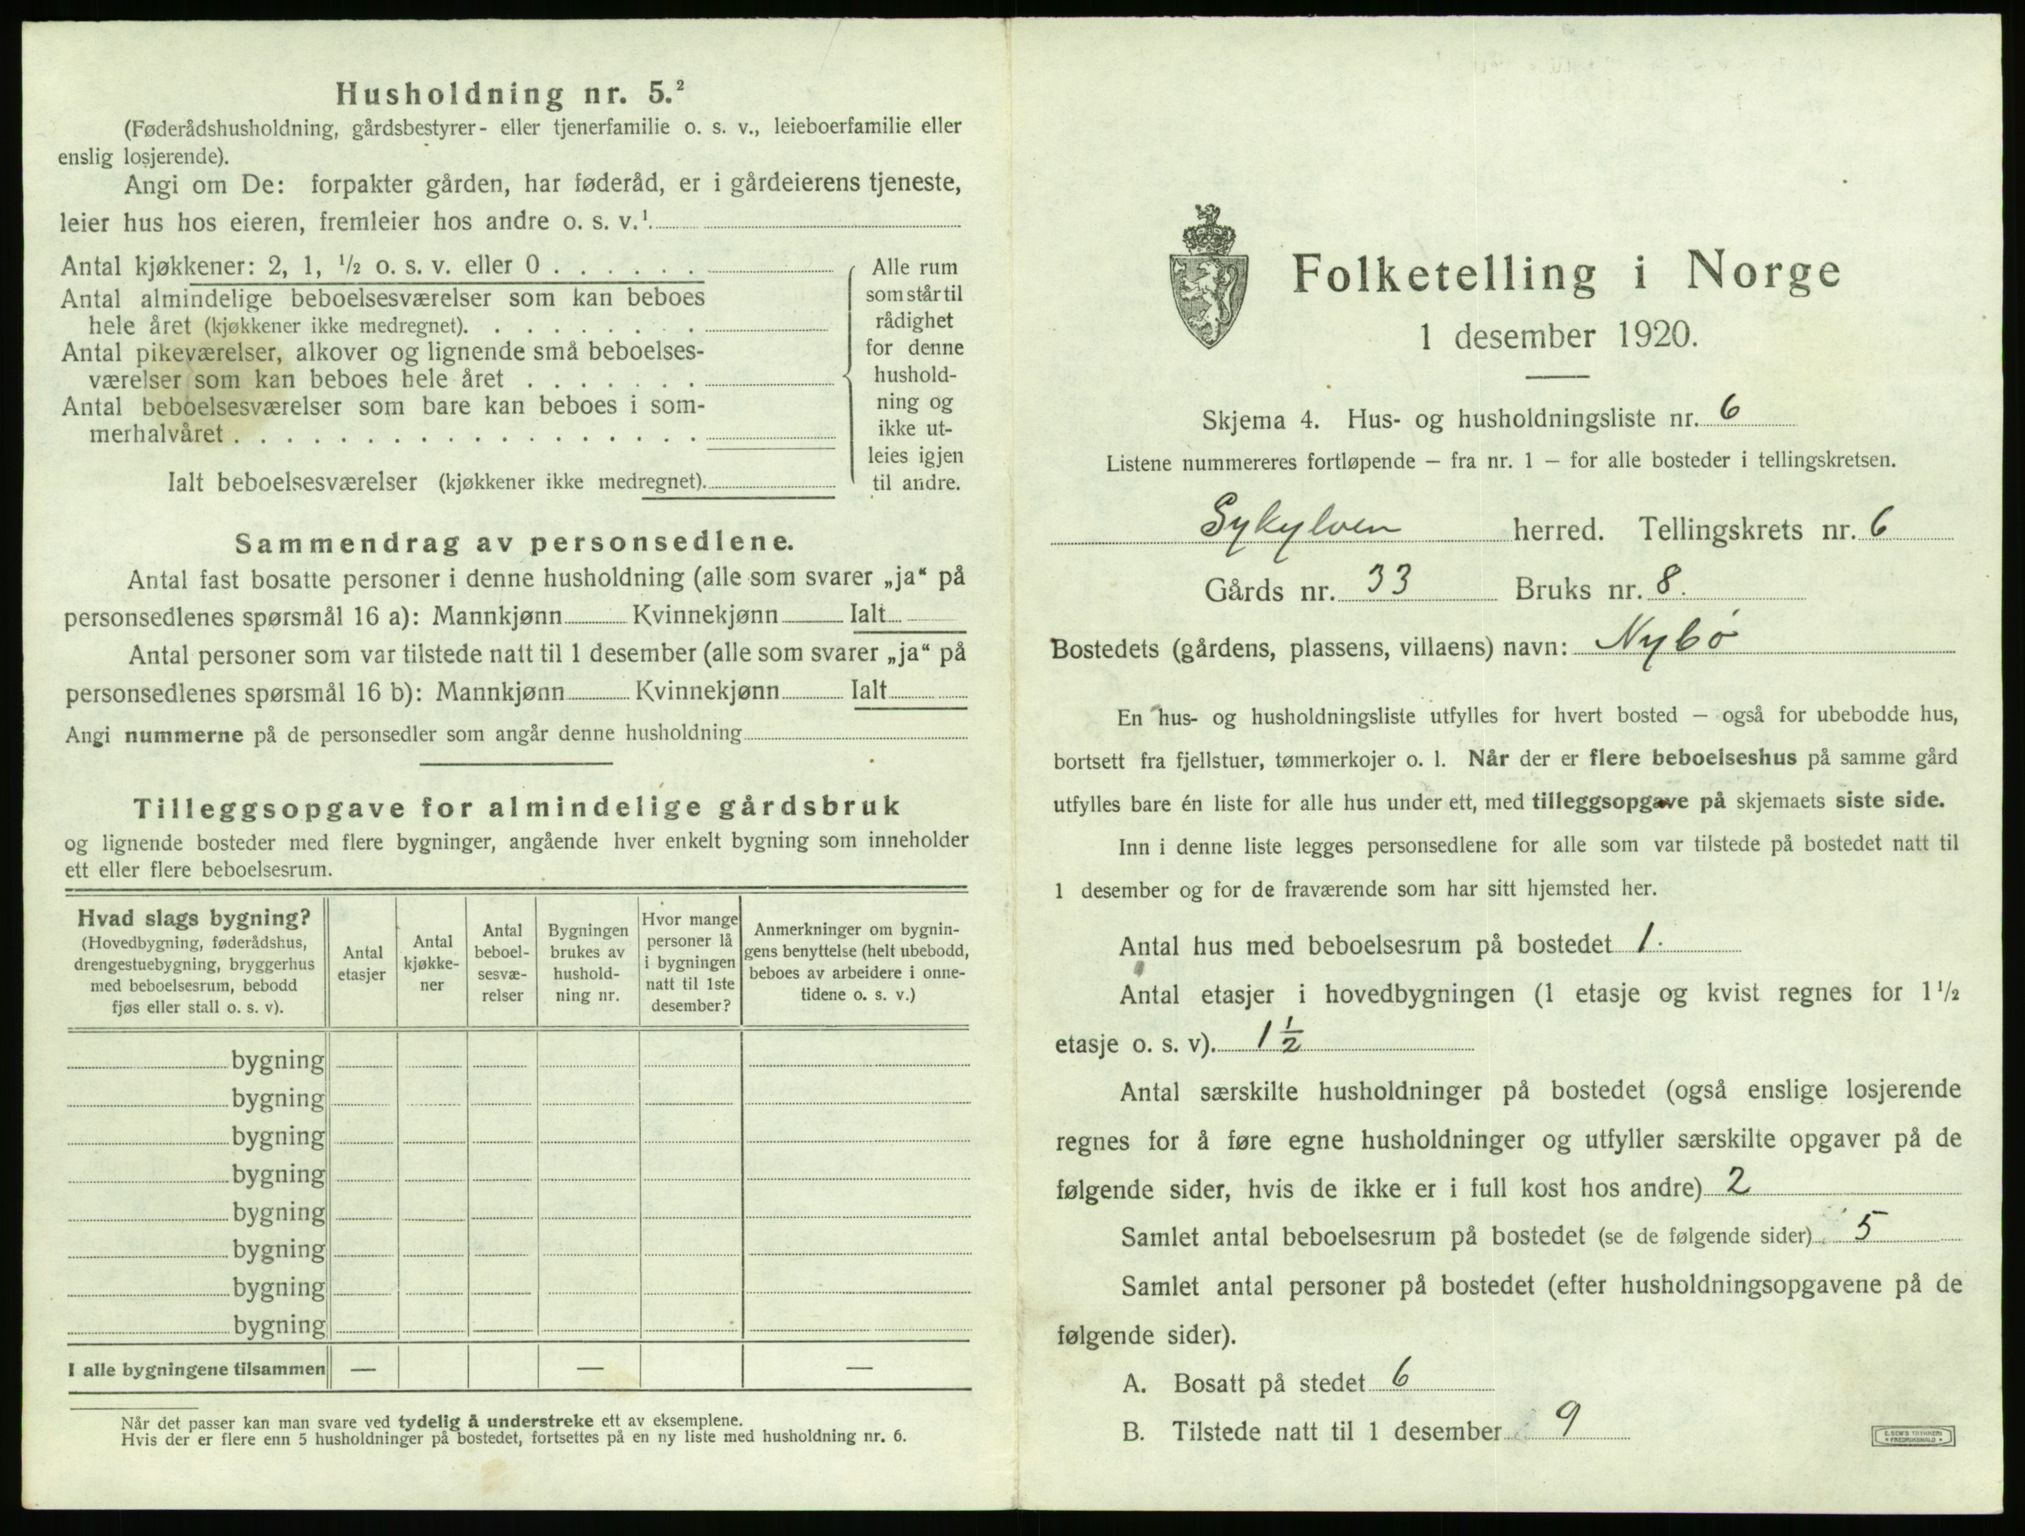 Husholdning nr. 5.²
(Føderådshusholdning, gårdsbestyrer- eller tjenerfamilie o. s. v., leieboerfamilie eller
enslig losjerende).
Angi om De: forpakter gården, har føderåd, er i gårdeierens tjeneste,
leier hus hos eieren, fremleier hos andre o. s. v.¹
Antal kjøkkener: 2, 1, ½ o. s. v. eller 0 . . . . . .
Antal almindelige beboelsesværelser som kan beboes
hele året (kjøkkener ikke medregnet). . . . . . . . .
Antal pikeværelser, alkover og lignende små beboelses-
værelser som kan beboes hele året . . . . . . .
Antal beboelsesværelser som bare kan beboes i som-
merhalvåret . . . . . . . . . . . . . . . . . .
Ialt beboelsesværelser (kjøkkener ikke medregnet).
Alle rum
som står til
rådighet
for denne
hushold-
ning og
ikke ut-
leies igjen
til andre.
Sammendrag av personsedlene.
Antal fast bosatte personer i denne husholdning (alle som svarer „ja“ på
personsedlenes spørsmål 16 a): Mannkjønn Kvinnekjønn Ialt
Antal personer som var tilstede natt til 1 desember (alle som svarer „ja“ på
personsedlenes spørsmål 16 b): Mannkjønn Kvinnekjønn Ialt
Angi nummerne på de personsedler som angår denne husholdning
Tilleggsopgave for almindelige gårdsbruk
og lignende bosteder med flere bygninger, angående hver enkelt bygning som inneholder
ett eller flere beboelsesrum.
Hvad slags bygning?
(Hovedbygning, føderådshus,
drengestuebygning, bryggerhus
med beboelsesrum, bebodd
fjøs eller stall o. s. v).
Antal
etasjer
Antal
kjøkke-
ner
Antal
beboel-
sesvæ-
relser
Bygningen
brukes av
hushold-
ning nr.
Hvor mange
personer lå
i bygningen
natt til 1ste
desember?
Anmerkninger om bygnin-
gens benyttelse (helt ubebodd,
beboes av arbeidere i onne-
tidene o. s. v.)
bygning
bygning
bygning
bygning
bygning
bygning
bygning
bygning
I alle bygningene tilsammen — — —
Når det passer kan man svare ved tydelig å understreke ett av eksemplene.
Hvis der er flere enn 5 husholdninger på bostedet, fortsettes på en ny liste med husholdning nr. 6.
Folketelling i Norge
1 desember 1920.
Skjema 4. Hus- og husholdningsliste nr. 6
Listene nummereres fortløpende – fra nr. 1 – for alle bosteder i tellingskretsen.
Sykylven herred. Tellingskrets nr. 6
Gårds nr. 33 Bruks nr. 8.
Bostedets (gårdens, plassens, villaens) navn: Nybø
En hus- og husholdningsliste utfylles for hvert bosted – også for ubebodde hus,
bortsett fra fjellstuer, tømmerkojer o. l. Når der er flere beboelseshus på samme gård
utfylles bare én liste for alle hus under ett, med tilleggsopgave på skjemaets siste side.
Inn i denne liste legges personsedlene for alle som var tilstede på bostedet natt til
1 desember og for de fraværende som har sitt hjemsted her.
Antal hus med beboelsesrum på bostedet 1.
Antal etasjer i hovedbygningen (1 etasje og kvist regnes for 1½
etasje o. s. v). 1½
Antal særskilte husholdninger på bostedet (også enslige losjerende
regnes for å føre egne husholdninger og utfyller særskilte opgaver på de
følgende sider, hvis de ikke er i full kost hos andre) 2
Samlet antal beboelsesrum på bostedet (se de følgende sider) 5
Samlet antal personer på bostedet (efter husholdningsopgavene på de
følgende sider).
A. Bosatt på stedet 6
B. Tilstede natt til 1 desember 9
E. SEM'S TRYKKERI
FREDRIKSHALD